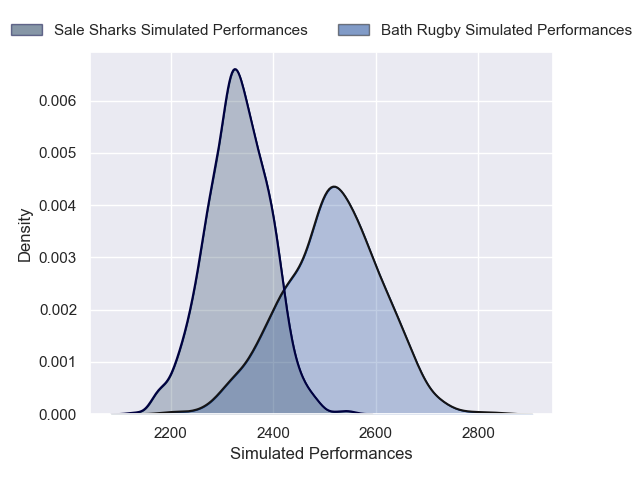 Sale Sharks Simulated Performances Bath Rugby Simulated Performances
0.006
0.005
0.004
0.003
0.002
0.001
0.000
Density
2200 2400 2600 2800
Simulated Performances